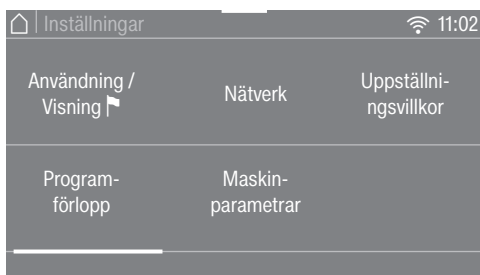 Inställningar 11:02
Användning /
Visning
Nätverk
Uppställni-
ngsvillkor
Program-
förlopp
Maskin-
parametrar